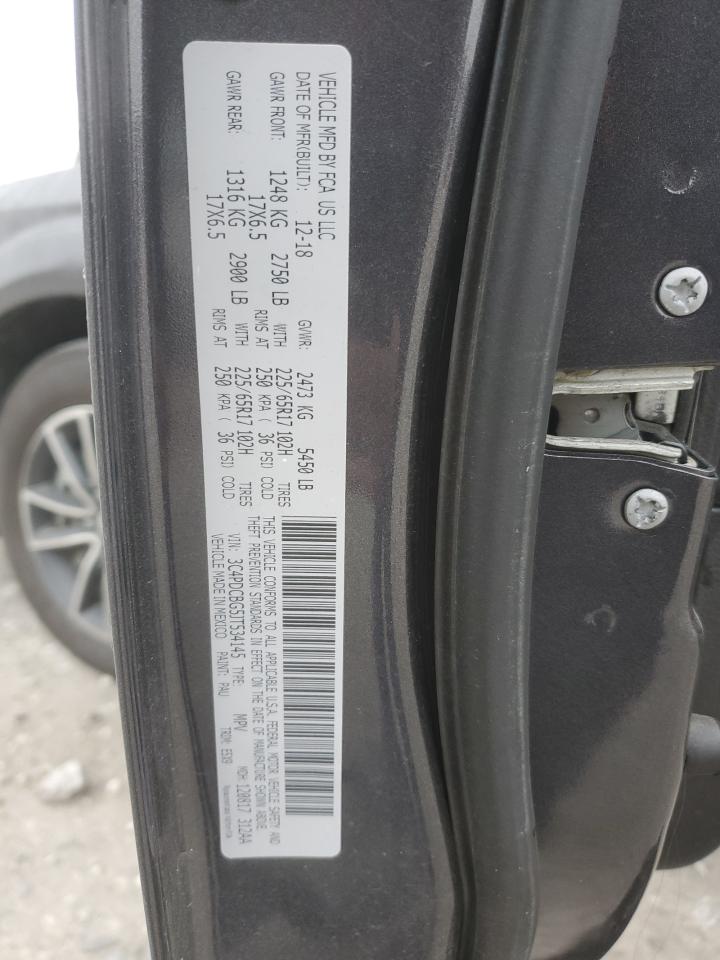 VEHICLE MFD BY FCA US LLC
DATE OF MFR(BUILT): 12-18 GVWR: 2473 KG 5450 LB
GAWR FRONT: 1248 KG 2750 LB WITH 225/65R17 102H. TIRES
17X6.5 RIMS AT 250 KPA ( 36 PSI) COLD
GAWR REAR: 1316 KG 2900 LB WITH 225/65R17 102H TIRES
17X6.5 RIMS AT 250 KPA ( 36 PSI) COLD
THIS VEHICLE CONFORMS TO ALL APPLICABLE U.S.A. FEDERAL MOTOR VEHICLE SAFETY AND
THEFT PREVENTION STANDARDS IN EFFECT ON THE DATE OF MANUFACTURE SHOWN ABOVE.
VIN: 3C4PDCBG5JT534145 TYPE: MPV MDH: 120817 312AA
VEHICLE MADE IN MEXICO PAINT: PAU TRIM: E5X9